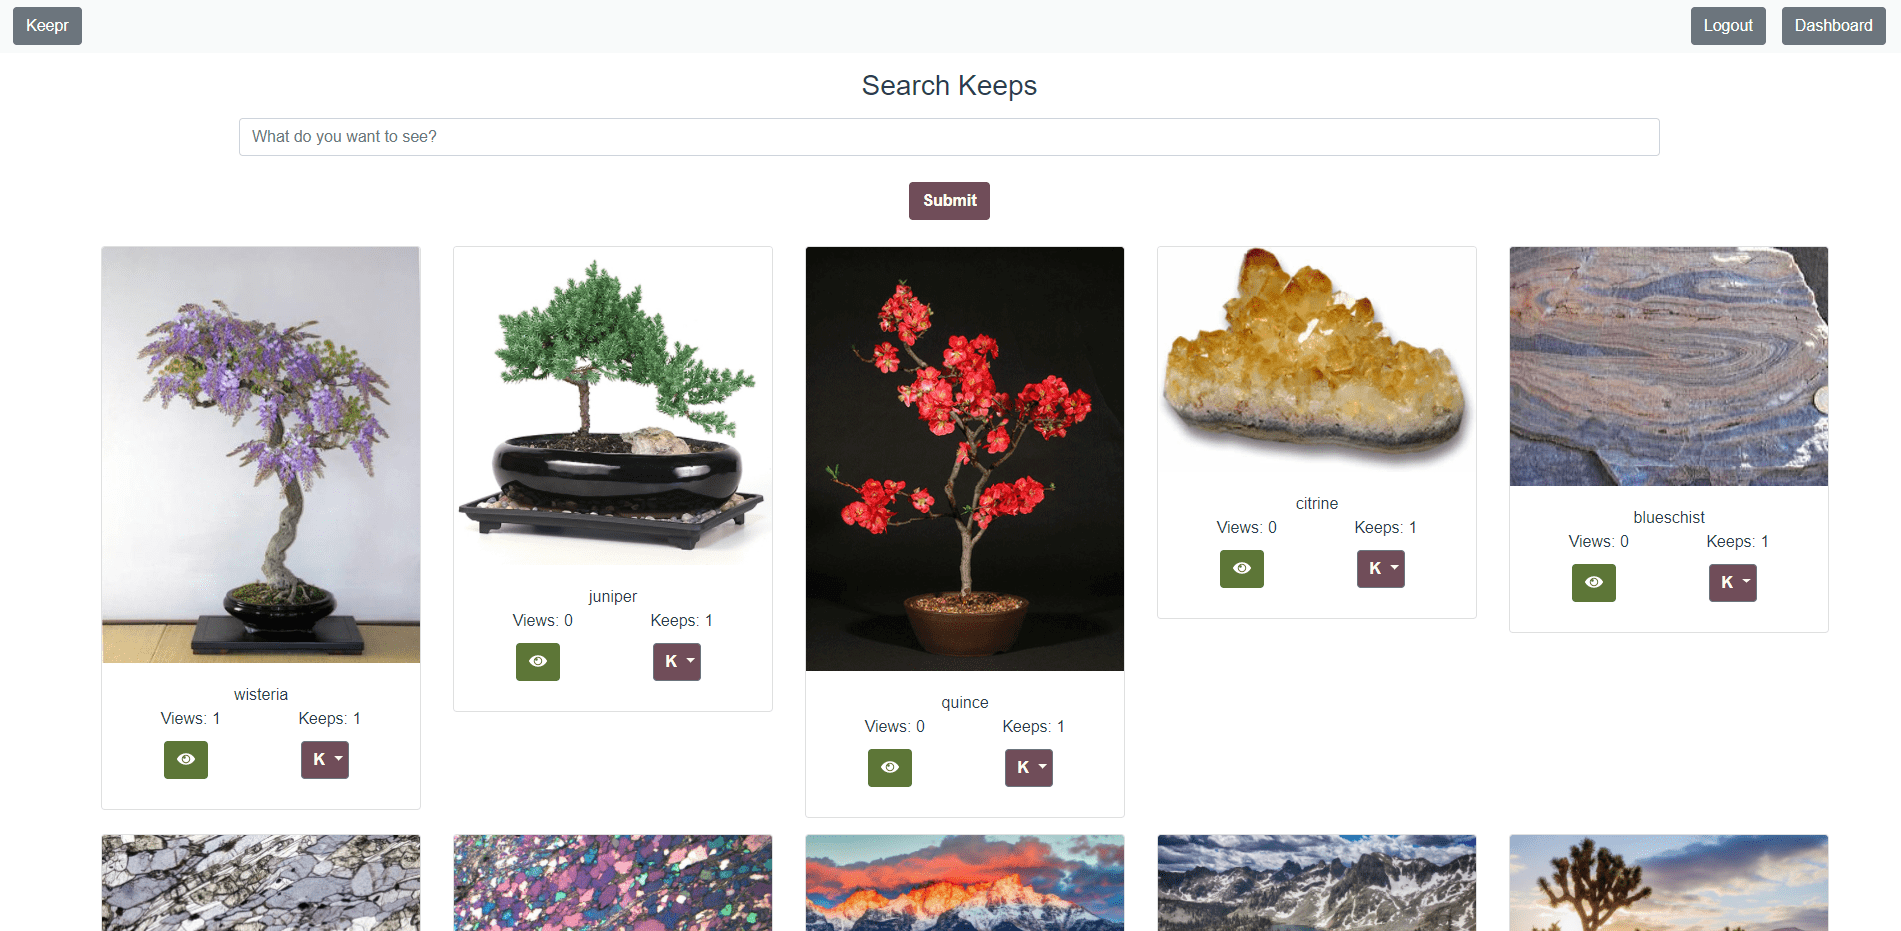 Keepr
Logout
Dashboard
Search Keeps
What do you want to see?
Submit
wisteria
Views: 1
Keeps: 1
K
juniper
Views: 0
Keeps: 1
K
quince
Views: 0
Keeps: 1
K
citrine
Views: 0
Keeps: 1
K
blueschist
Views: 0
Keeps: 1
K